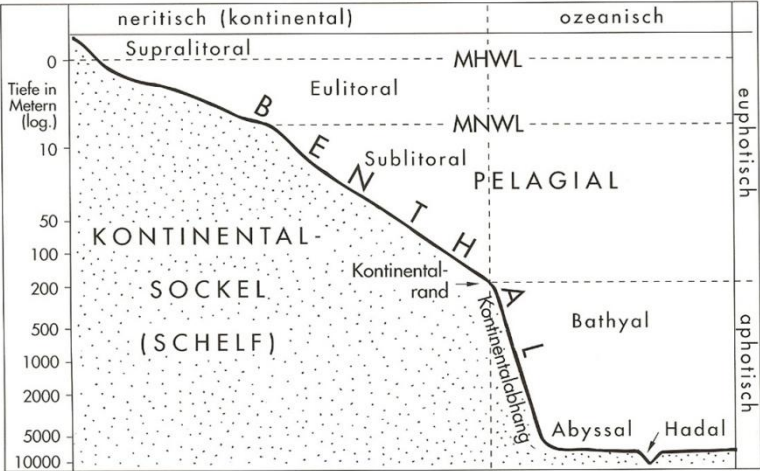 neritisch (kontinental)
ozeanisch
Supralitoral
0
MHWL
Tiefe in
Metern
(log.)
Eulitoral
MNWL
10
Sublitoral
PELAGIAL
BENTHAL
euphotisch
50
100
200
500
1000
2000
5000
10000
KONTINENTAL-
SOCKEL
(SCHELF)
Kontinental-
rand
Kontinentalabhang
Bathyal
aphotisch
Abyssal
Hadal